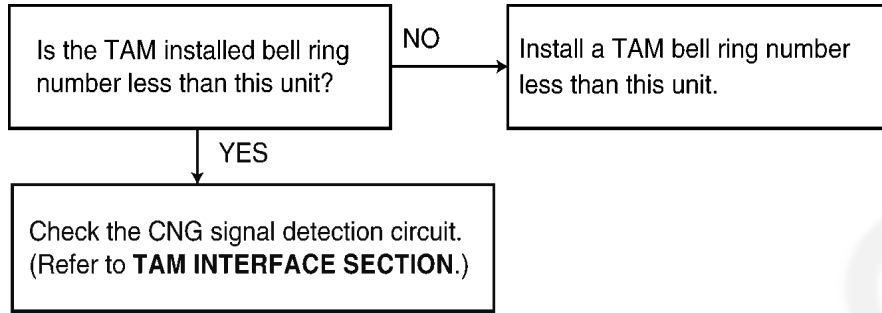 Is the TAM installed bell ring
number less than this unit?
NO
Install a TAM bell ring number
less than this unit.
YES
Check the CNG signal detection circuit.
(Refer to TAM INTERFACE SECTION.)